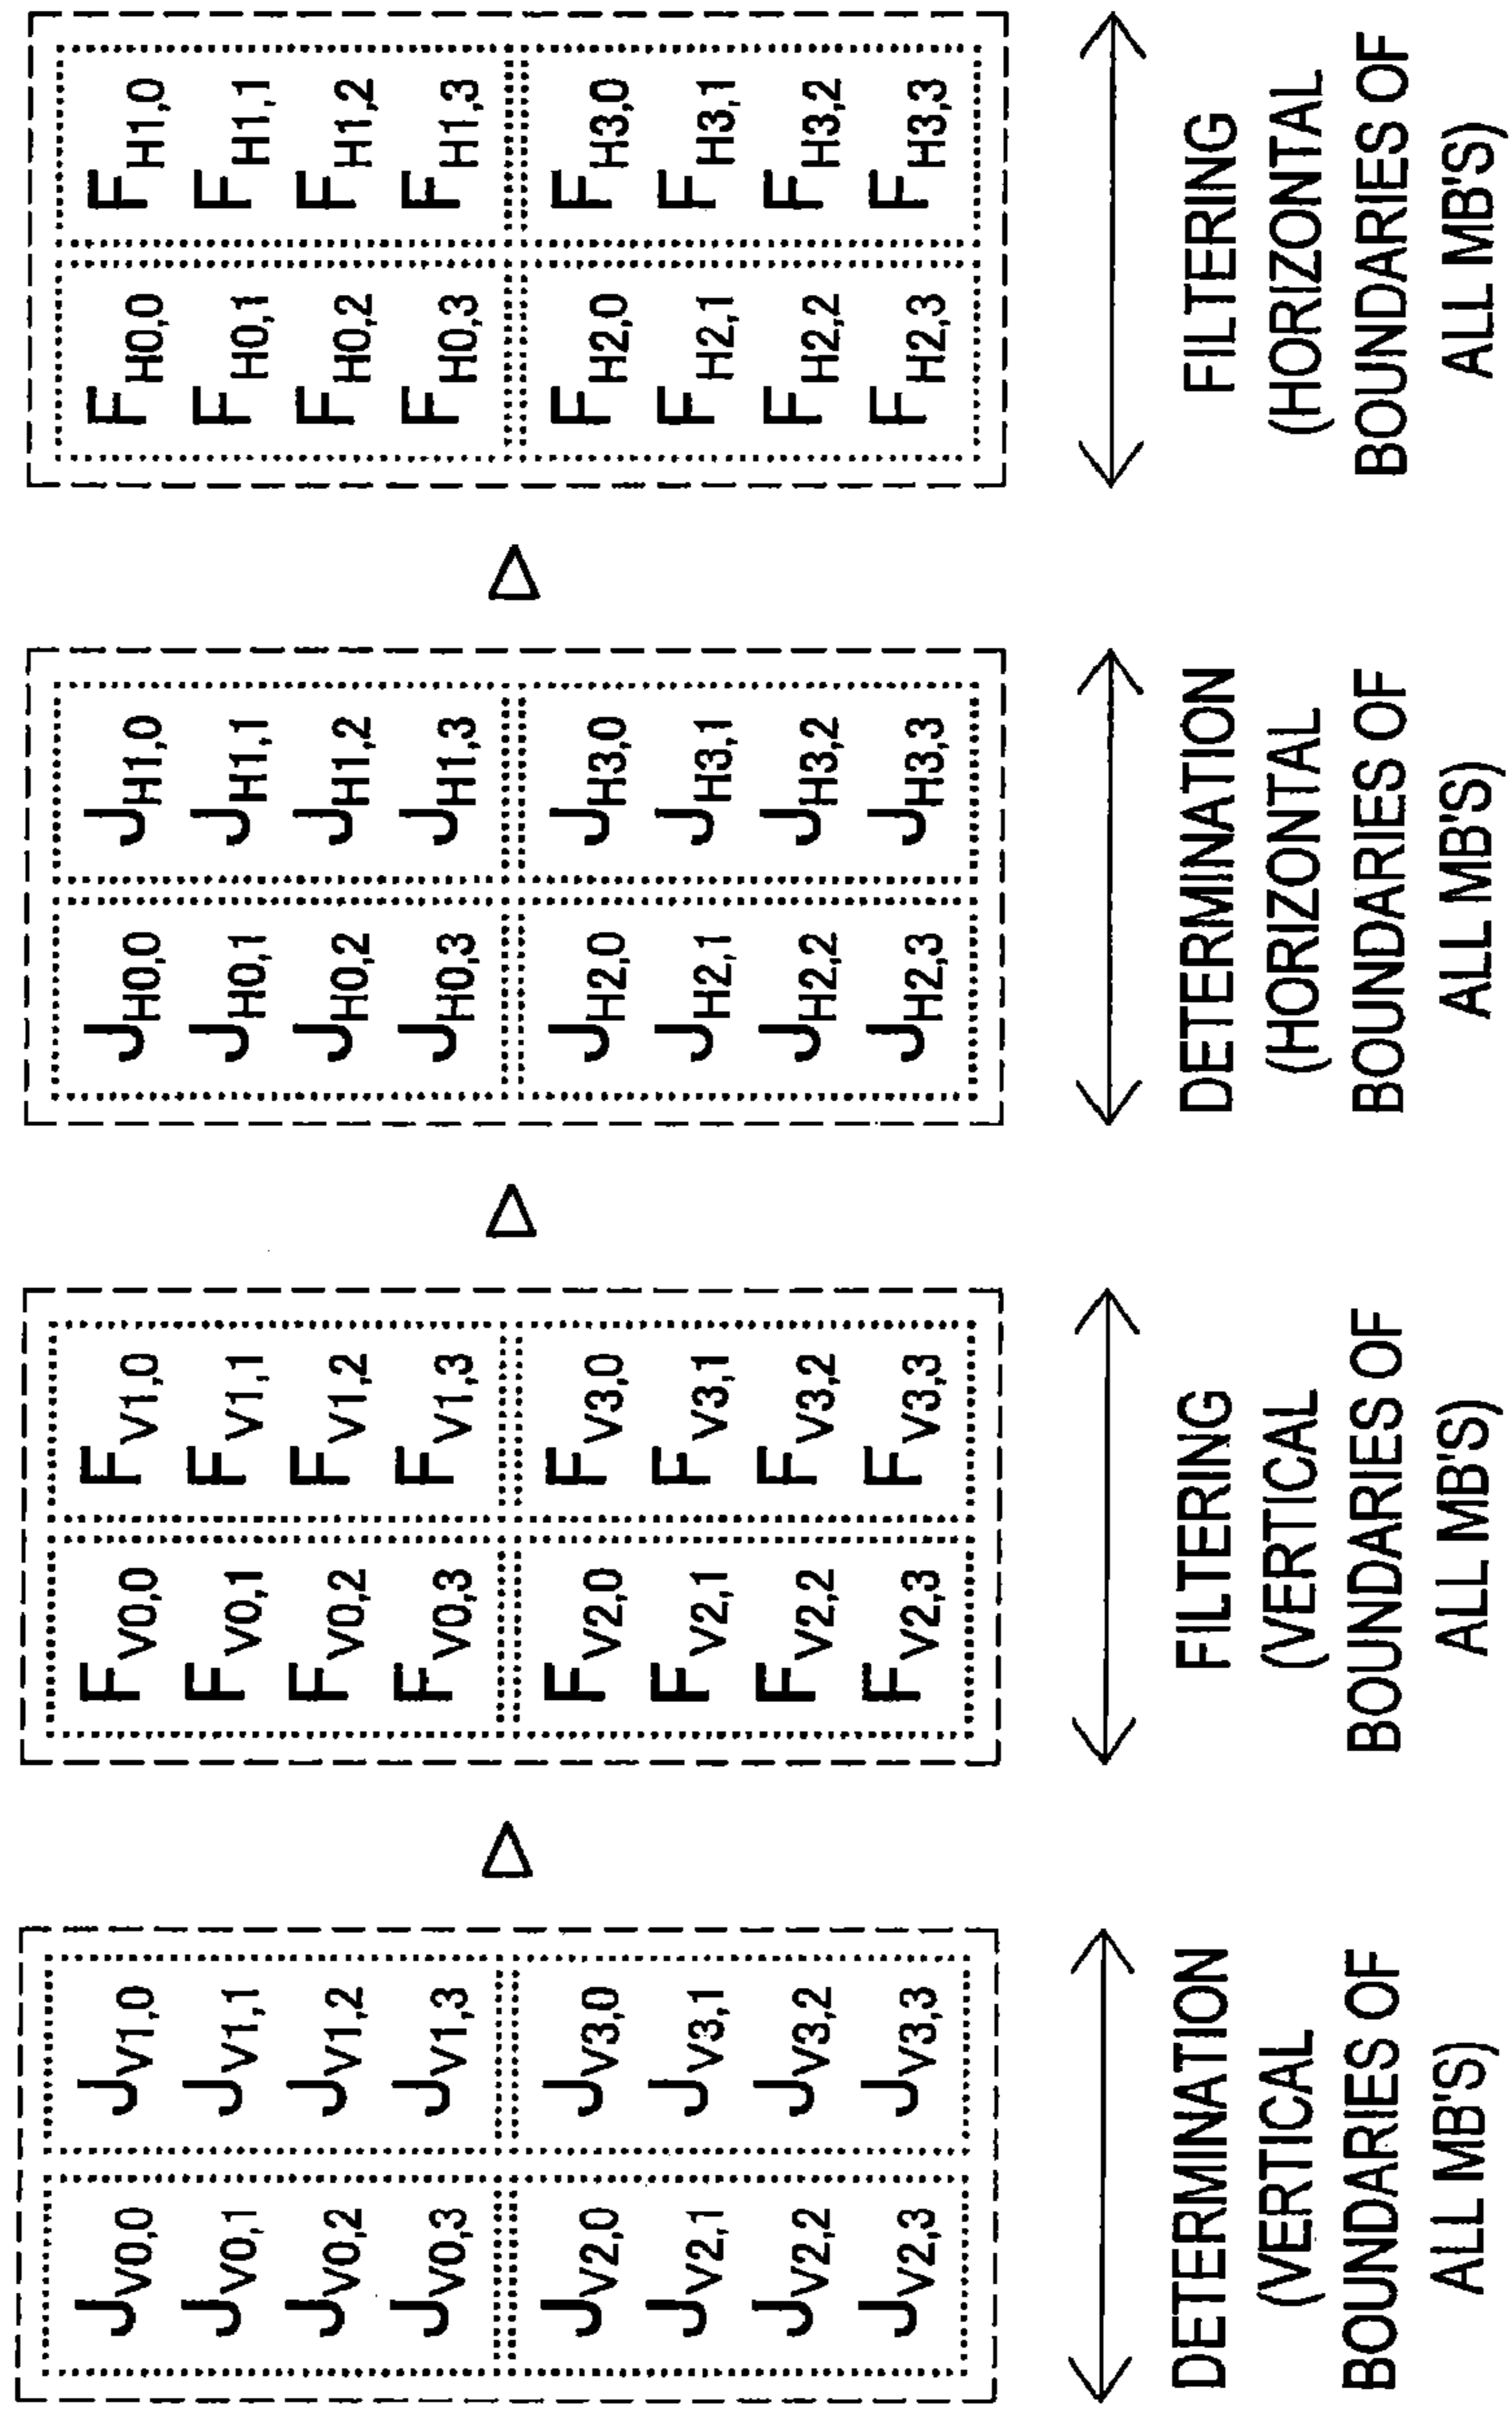 JV0,0 JV1,0
JV0,1 JV1,1
JV0,2 JV1,2
JV0,3 JV1,3
JV2,0 JV3,0
JV2,1 JV3,1
JV2,2 JV3,2
JV2,3 JV3,3
DETERMINATION
(VERTICAL
BOUNDARIES OF
ALL MB'S)
FV0,0 FV1,0
FV0,1 FV1,1
FV0,2 FV1,2
FV0,3 FV1,3
FV2,0 FV3,0
FV2,1 FV3,1
FV2,2 FV3,2
FV2,3 FV3,3
FILTERING
(VERTICAL
BOUNDARIES OF
ALL MB'S)
JH0,0 JH1,0
JH0,1 JH1,1
JH0,2 JH1,2
JH0,3 JH1,3
JH2,0 JH3,0
JH2,1 JH3,1
JH2,2 JH3,2
JH2,3 JH3,3
DETERMINATION
(HORIZONTAL
BOUNDARIES OF
ALL MB'S)
FH0,0 FH1,0
FH0,1 FH1,1
FH0,2 FH1,2
FH0,3 FH1,3
FH2,0 FH3,0
FH2,1 FH3,1
FH2,2 FH3,2
FH2,3 FH3,3
FILTERING
(HORIZONTAL
BOUNDARIES OF
ALL MB'S)